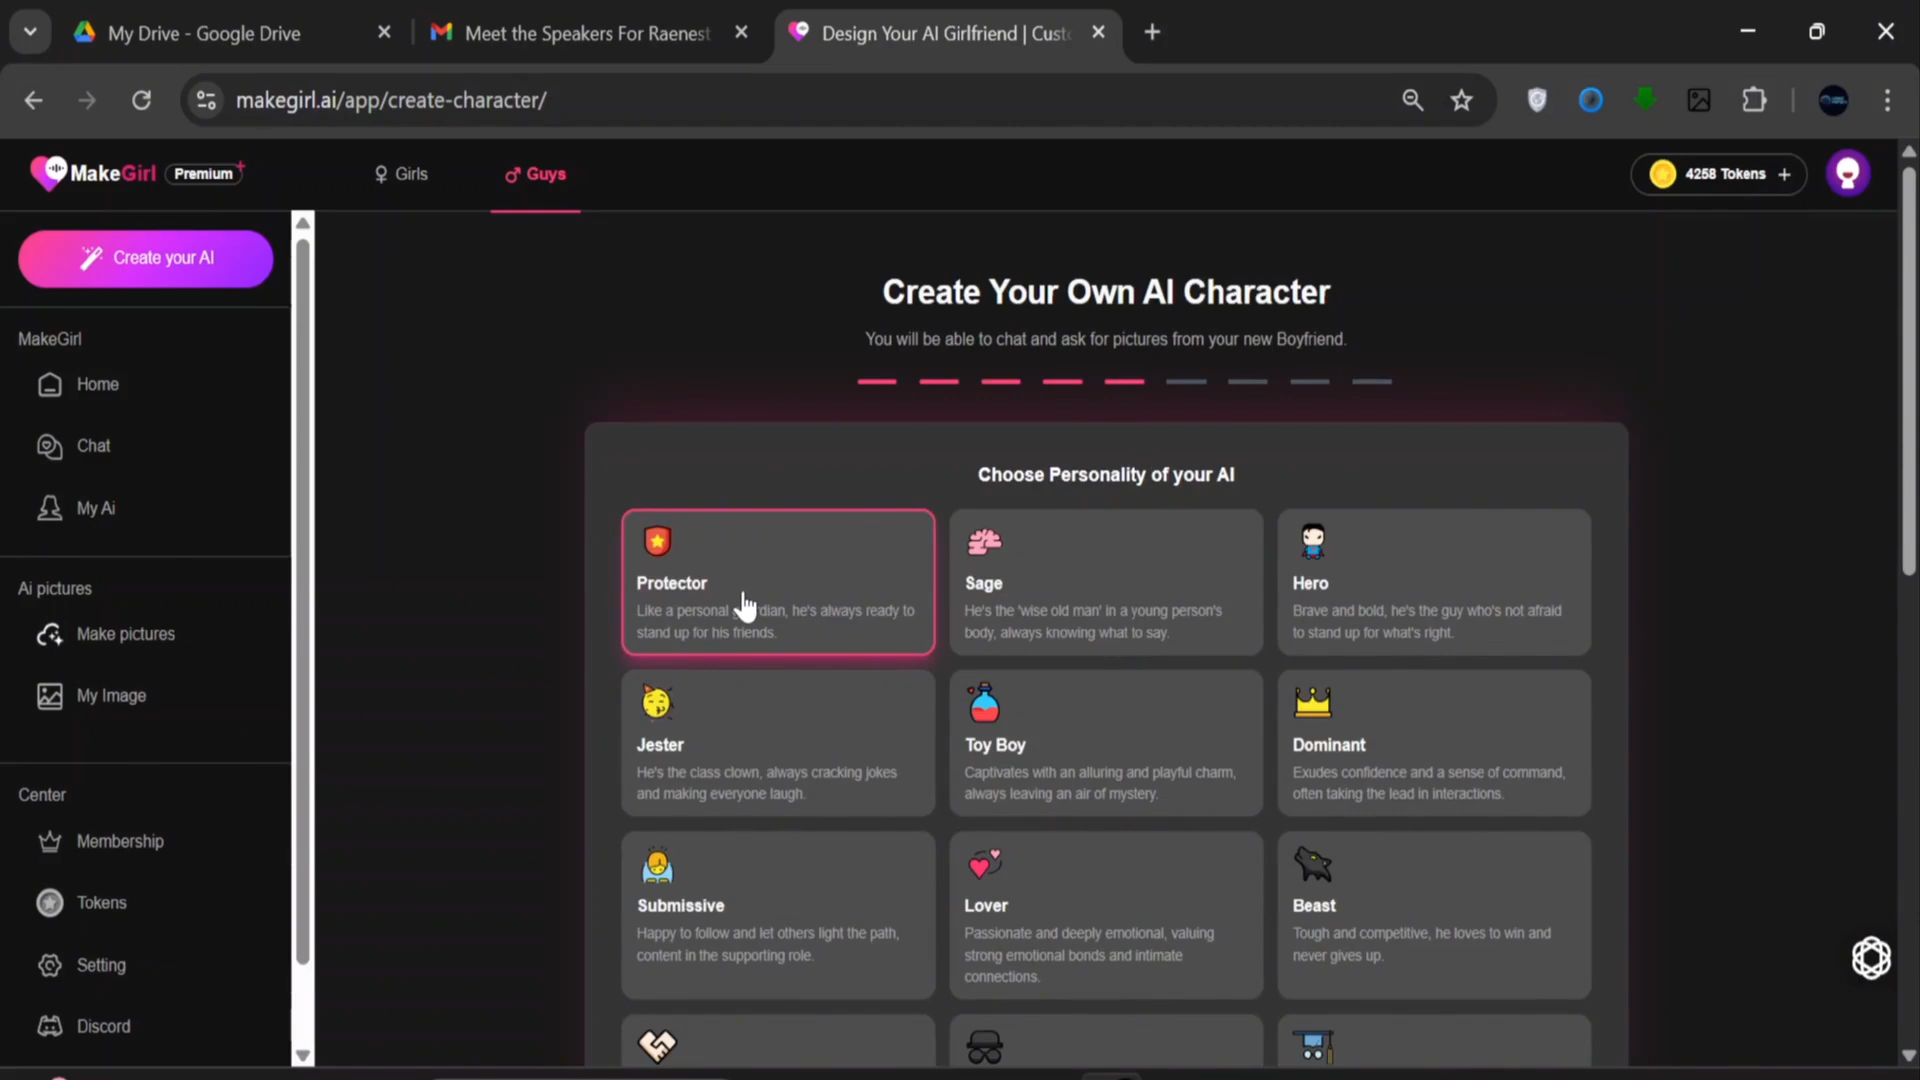 My Drive - Google Drive
Meet the Speakers For Raenest
Design Your AI Girlfriend | Cust
makegirl.ai/app/create-character/
MakeGirl Premium+
Girls
Guys
4258 Tokens +
Create your AI
MakeGirl
Home
Chat
My Ai
Ai pictures
Make pictures
My Image
Center
Membership
Tokens
Setting
Discord
Create Your Own AI Character
You will be able to chat and ask for pictures from your new Boyfriend.
Choose Personality of your AI
Protector
Like a personal dian, he's always ready to
stand up for his friends.
Sage
He's the 'wise old man' in a young person's
body, always knowing what to say.
Hero
Brave and bold, he's the guy who's not afraid
to stand up for what's right.
Jester
He's the class clown, always cracking jokes
and making everyone laugh.
Toy Boy
Captivates with an alluring and playful charm,
always leaving an air of mystery.
Dominant
Exudes confidence and a sense of command,
often taking the lead in interactions.
Submissive
Happy to follow and let others light the path,
content in the supporting role.
Lover
Passionate and deeply emotional, valuing
strong emotional bonds and intimate
connections.
Beast
Tough and competitive, he loves to win and
never gives up.